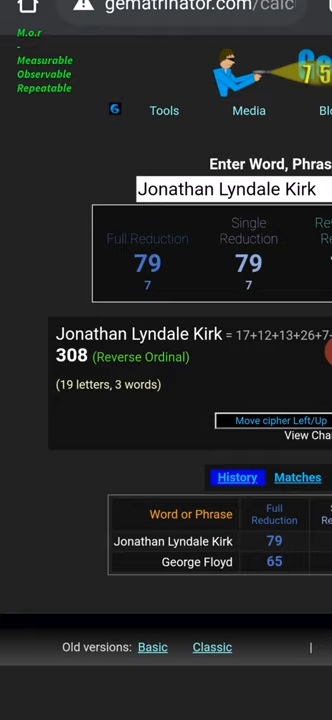 gematrinator.com/calc
M.o.r
-
Measurable
Observable
Repeatable
G
75
Tools
Media
Enter Word, Phras
Jonathan Lyndale Kirk
Full Reduction
Single
Reduction
Re
79
79
7
7
Jonathan Lyndale Kirk = 17+12+13+26+7
308 (Reverse Ordinal)
(19 letters, 3 words)
Move cipher Left/Up
View Cha
History
Matches
Word or Phrase
Full
Reduction
Re
Jonathan Lyndale Kirk
79
George Floyd
65
Old versions: Basic Classic |